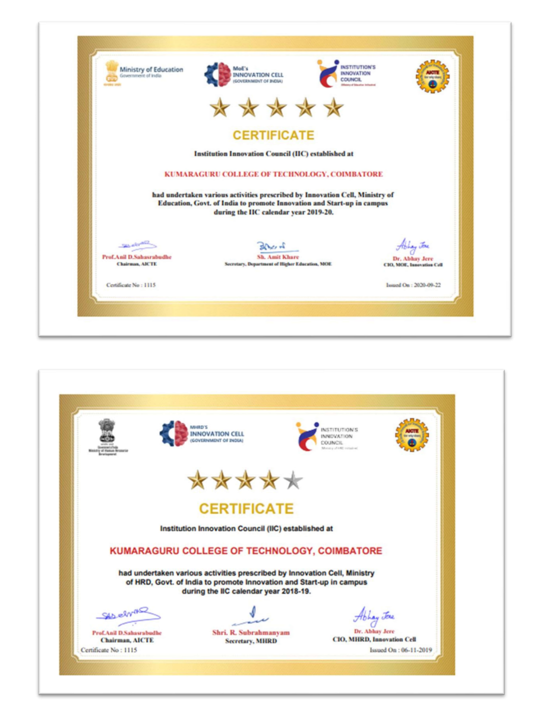 Ministry of Education
Government of India
MoE's
INNOVATION CELL
(GOVERNMENT OF INDIA)
INSTITUTION'S
INNOVATION
COUNCIL
AICTE
CERTIFICATE
Institution Innovation Council (IIC) established at
KUMARAGURU COLLEGE OF TECHNOLOGY, COIMBATORE
had undertaken various activities prescribed by Innovation Cell, Ministry of
Education, Govt. of India to promote Innovation and Start-up in campus
during the IIC calendar year 2019-20.
Prof.Anil D.Sahasrabudhe
Chairman, AICTE
Sh. Amit Khare
Secretary, Department of Higher Education, MOE
Abhay Jere
Dr. Abhay Jere
CIO, MOE, Innovation Cell
Certificate No : 1115
Issued On : 2020-09-22
MHRD'S
INNOVATION CELL
(GOVERNMENT OF INDIA)
INSTITUTION'S
INNOVATION
COUNCIL
AICTE
CERTIFICATE
Institution Innovation Council (IIC) established at
KUMARAGURU COLLEGE OF TECHNOLOGY, COIMBATORE
had undertaken various activities prescribed by Innovation Cell, Ministry
of HRD, Govt. of India to promote Innovation and Start-up in campus
during the IIC calendar year 2018-19.
Prof.Anil D.Sahasrabudhe
Chairman, AICTE
Shri. R. Subrahmanyam
Secretary, MHRD
Abhay Jere
Dr. Abhay Jere
CIO, MHRD, Innovation Cell
Certificate No : 1115
Issued On : 06-11-2019